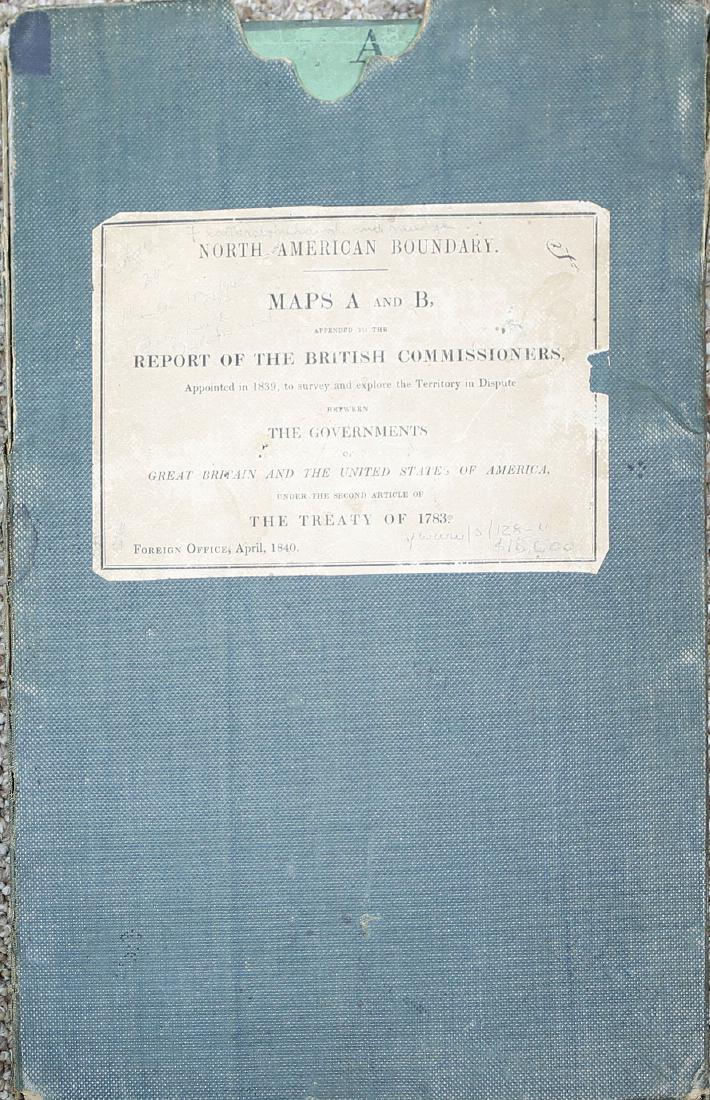 A
NORTH AMERICAN BOUNDARY.
MAPS A AND B,
APPENDED TO THE
REPORT OF THE BRITISH COMMISSIONERS,
Appointed in 1839, to survey and explore the Territory in Dispute
BETWEEN
THE GOVERNMENTS
OF
GREAT BRITAIN AND THE UNITED STATES OF AMERICA,
UNDER THE SECOND ARTICLE OF
THE TREATY OF 1783.
FOREIGN OFFICE, April, 1840.